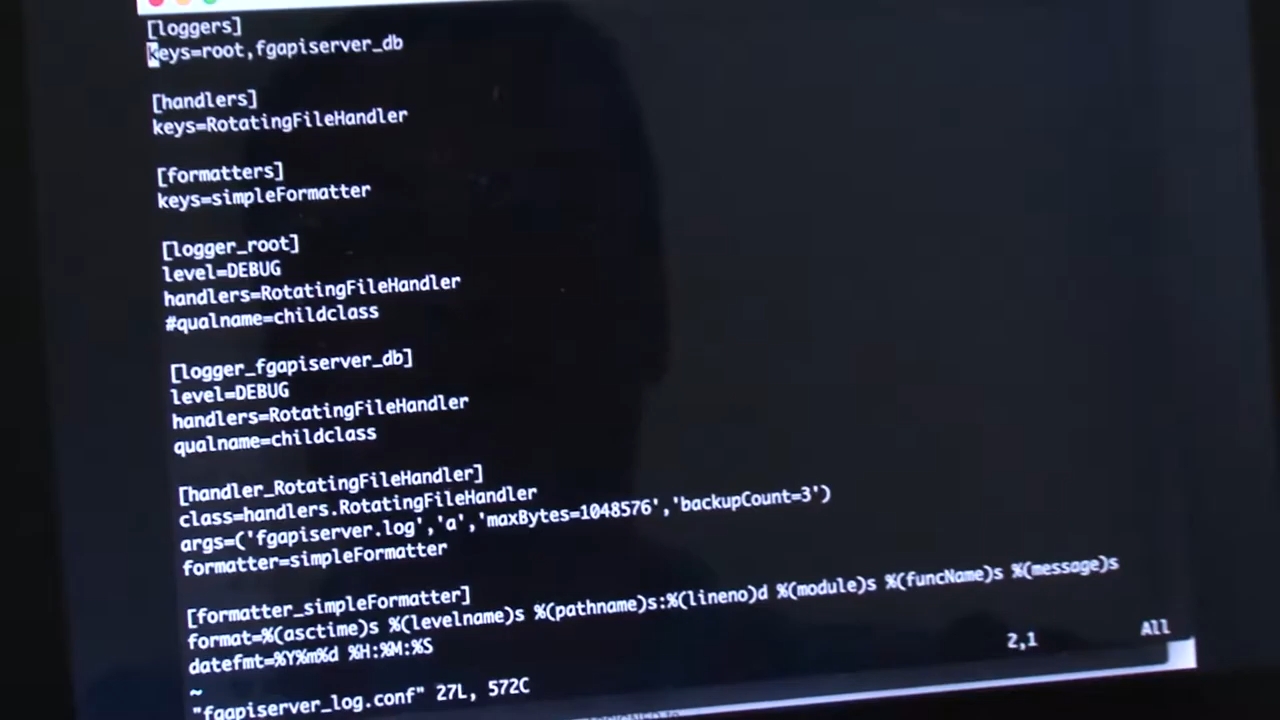 [loggers]
keys=root,fgapiserver_db
[handlers]
keys=RotatingFileHandler
[formatters]
keys=simpleFormatter
[logger_root]
level=DEBUG
handlers=RotatingFileHandler
#qualname=childclass
[logger_fgapiserver_db]
level=DEBUG
handlers=RotatingFileHandler
qualname=childclass
[handler_RotatingFileHandler]
class=handlers.RotatingFileHandler
args=('fgapiserver.log','a','maxBytes=1048576','backupCount=3')
formatter=simpleFormatter
[formatter_simpleFormatter]
format=%(asctime)s %(levelname)s %(pathname)s:%(lineno)d %(module)s %(funcName)s %(message)s
datefmt=%Y%m%d %H:%M:%S
~
"fgapiserver_log.conf" 27L, 572C 2,1 All